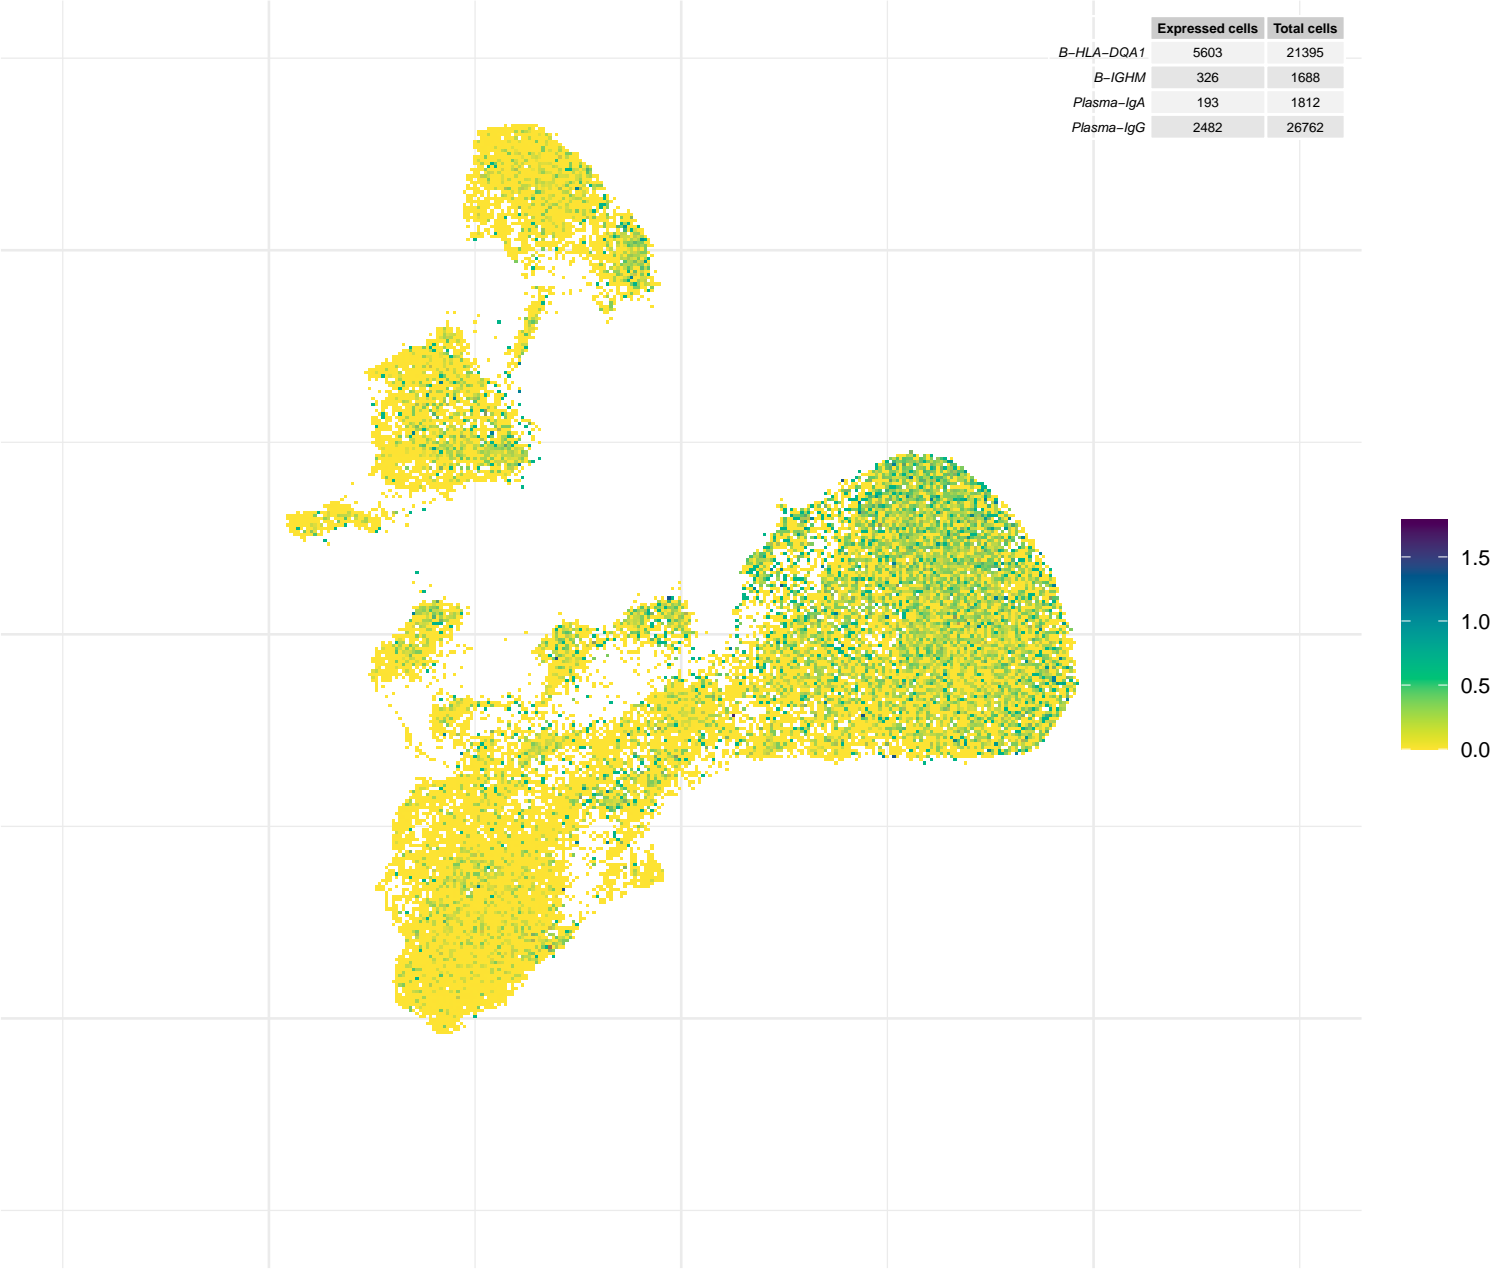 Expressed cells Total cells
B−HLA−DQA1 5603 21395
B−IGHM 326 1688
Plasma−IgA 193 1812
Plasma−IgG 2482 26762
1.5
1.0
0.5
0.0